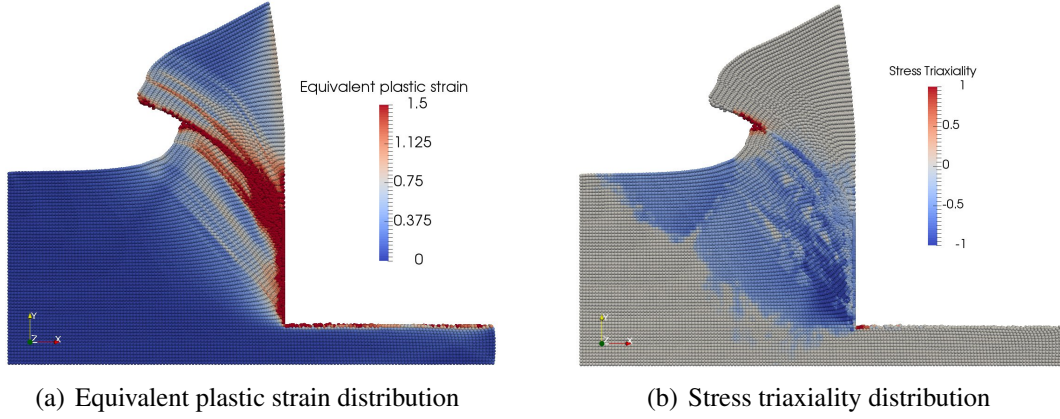 Equivalent plastic strain
1.5
1.125
0.75
0.375
0
Y
Z X
Stress Triaxiality
1
0.5
0
-0.5
-1
Y
Z X
(a) Equivalent plastic strain distribution
(b) Stress triaxiality distribution